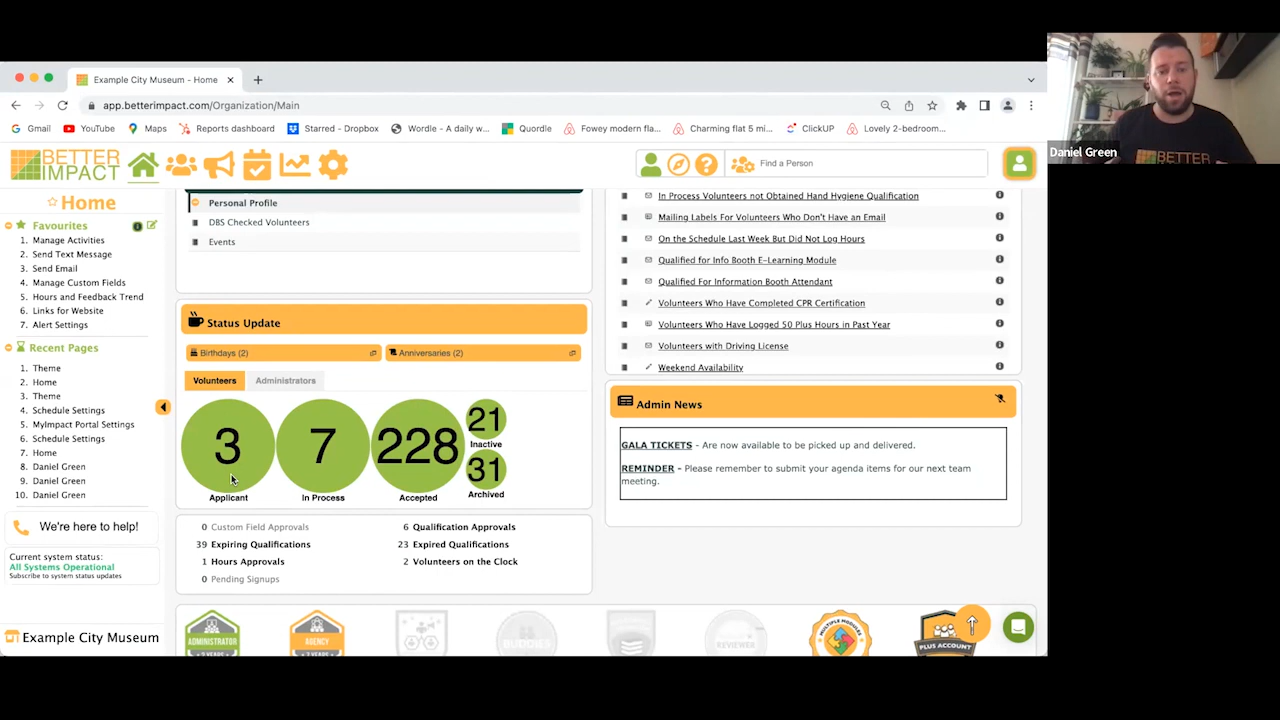 Example City Museum - Home
app.betterimpact.com/Organization/Main
Gmail
YouTube
Maps
Reports dashboard
Starred - Dropbox
Wordle - A daily w...
Quordle
Fowey modern fla...
Charming flat 5 mi...
ClickUP
Lovely 2-bedroom...
Daniel Green
BETTER
IMPACT
Find a Person
Home
Favourites
1. Manage Activities
2. Send Text Message
3. Send Email
4. Manage Custom Fields
5. Hours and Feedback Trend
6. Links for Website
7. Alert Settings
Recent Pages
1. Theme
2. Home
3. Theme
4. Schedule Settings
5. MyImpact Portal Settings
6. Schedule Settings
7. Home
8. Daniel Green
9. Daniel Green
10. Daniel Green
We're here to help!
Current system status:
All Systems Operational
Subscribe to system status updates
Example City Museum
Personal Profile
DBS Checked Volunteers
Events
Status Update
Birthdays (2)
Anniversaries (2)
Volunteers
Administrators
3
Applicant
7
In Process
228
Accepted
21
Inactive
31
Archived
0 Custom Field Approvals
6 Qualification Approvals
39 Expiring Qualifications
23 Expired Qualifications
1 Hours Approvals
2 Volunteers on the Clock
0 Pending Signups
In Process Volunteers not Obtained Hand Hygiene Qualification
Mailing Labels For Volunteers Who Don't Have an Email
On the Schedule Last Week But Did Not Log Hours
Qualified for Info Booth E-Learning Module
Qualified For Information Booth Attendant
Volunteers Who Have Completed CPR Certification
Volunteers Who Have Logged 50 Plus Hours in Past Year
Volunteers with Driving License
Weekend Availability
Admin News
GALA TICKETS - Are now available to be picked up and delivered.
REMINDER - Please remember to submit your agenda items for our next team
meeting.
ADMINISTRATOR
AGENCY
BUDDIES
REVIEWER
MULTIPLE MODULES
PLUS ACCOUNT